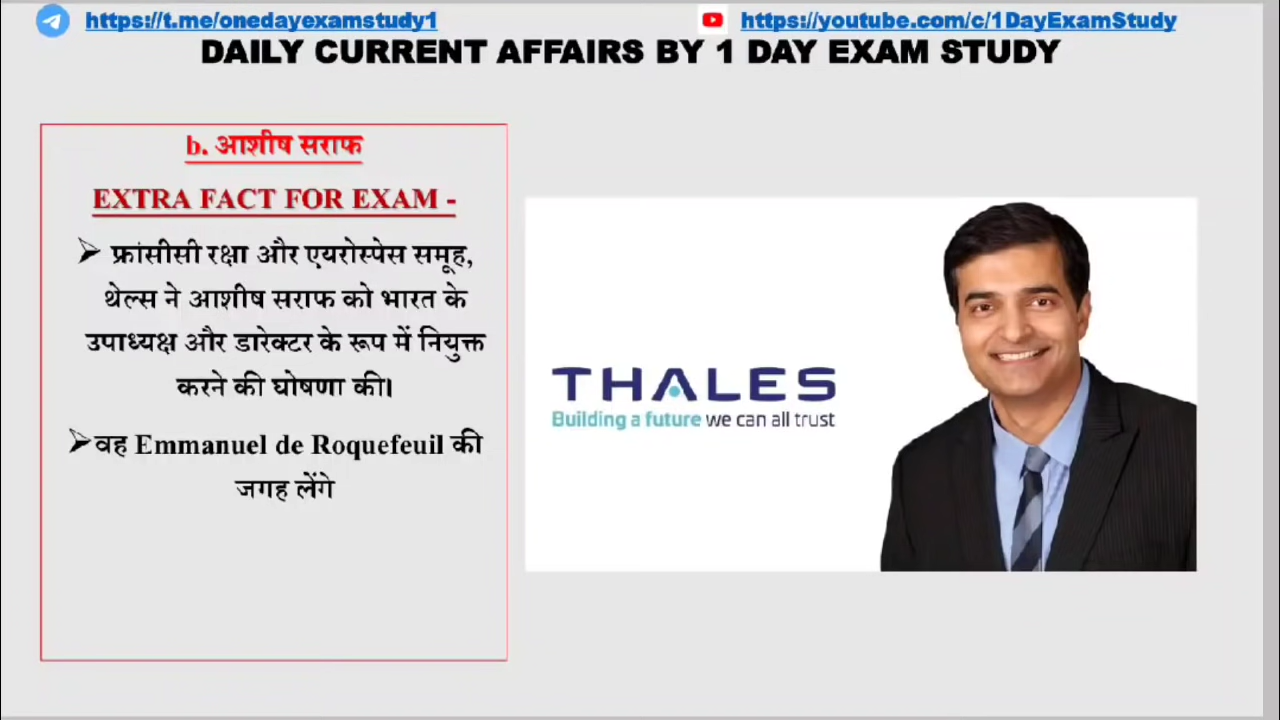 https://t.me/onedayexamstudy1
https://youtube.com/c/1DayExamStudy
DAILY CURRENT AFFAIRS BY 1 DAY EXAM STUDY
b. आशीष सराफ
EXTRA FACT FOR EXAM -
➢ फ्रांसीसी रक्षा और एयरोस्पेस समूह,
थेल्स ने आशीष सराफ को भारत के
उपाध्यक्ष और डारेक्टर के रूप में नियुक्त
करने की घोषणा की।
➢वह Emmanuel de Roquefeuil की
जगह लेंगे
THALES
Building a future we can all trust